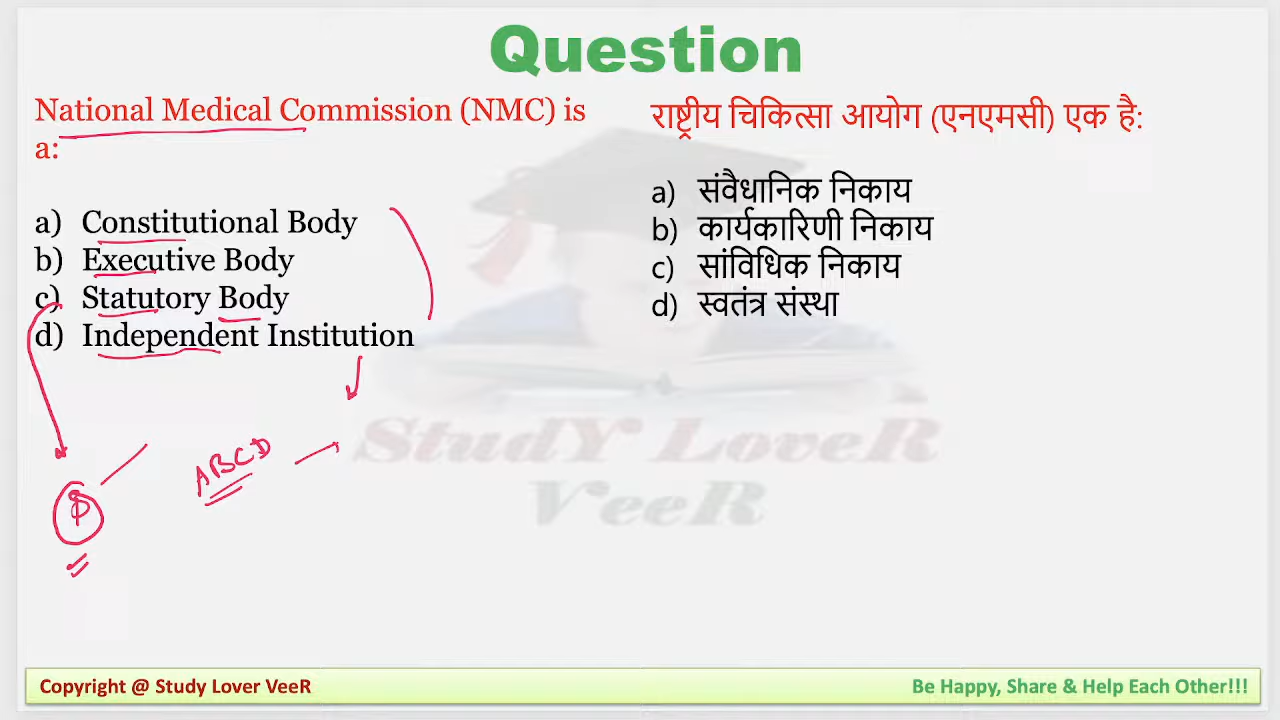 Question
National Medical Commission (NMC) is
a:
a) Constitutional Body
b) Executive Body
c) Statutory Body
d) Independent Institution
राष्ट्रीय चिकित्सा आयोग (एनएमसी) एक है:
a) संवैधानिक निकाय
b) कार्यकारिणी निकाय
c) सांविधिक निकाय
d) स्वतंत्र संस्था
ABCD
StudY LoveR
VeeR
Copyright @ Study Lover VeeR
Be Happy, Share & Help Each Other!!!